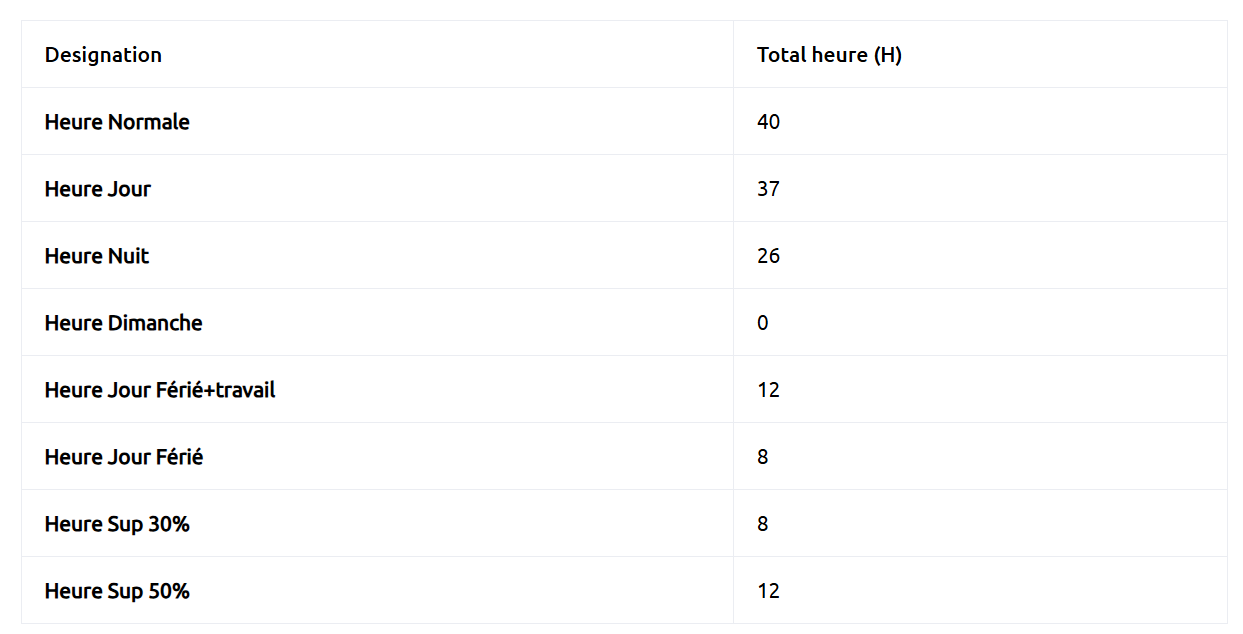 Designation Total heure (H)
Heure Normale 40
Heure Jour 37
Heure Nuit 26
Heure Dimanche 0
Heure Jour Férié+travail 12
Heure Jour Férié 8
Heure Sup 30% 8
Heure Sup 50% 12